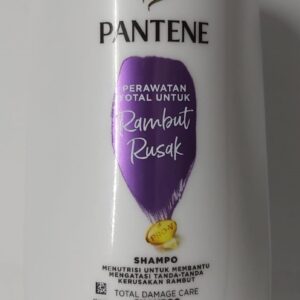 PANTENE
PERAWATAN
TOTAL UNTUK
Rambut
Rusak
SHAMPO
MENUTRISI UNTUK MEMBANTU
MENGATASI TANDA-TANDA
KERUSAKAN RAMBUT
TOTAL DAMAGE CARE